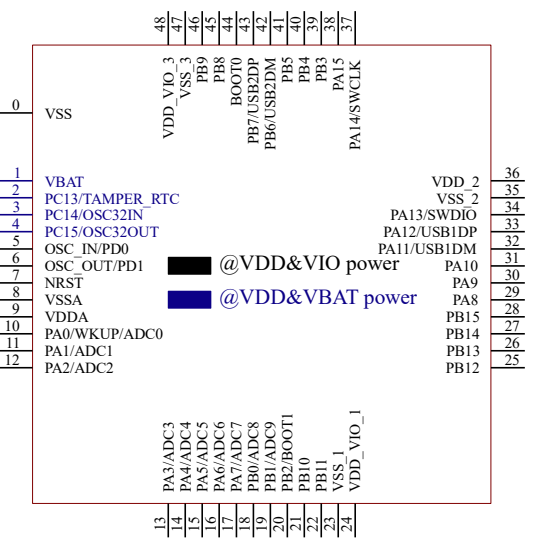 48 47 46 45 44 43 42 41 40 39 38 37
VDD_VIO_3
VSS_3
PB9
PB8
BOOT0
PB7/USB2DP
PB6/USB2DM
PB5
PB4
PB3
PA15
PA14/SWCLK
0 VSS
1 VBAT
2 PC13/TAMPER_RTC
3 PC14/OSC32IN
4 PC15/OSC32OUT
5 OSC_IN/PD0
6 OSC_OUT/PD1
7 NRST
8 VSSA
9 VDDA
10 PA0/WKUP/ADC0
11 PA1/ADC1
12 PA2/ADC2
@VDD&VIO power
@VDD&VBAT power
VDD_2 36
VSS_2 35
PA13/SWDIO 34
PA12/USB1DP 33
PA11/USB1DM 32
PA10 31
PA9 30
PA8 29
PB15 28
PB14 27
PB13 26
PB12 25
PA3/ADC3
PA4/ADC4
PA5/ADC5
PA6/ADC6
PA7/ADC7
PB0/ADC8
PB1/ADC9
PB2/BOOT1
PB10
PB11
VSS_1
VDD_VIO_1
13 14 15 16 17 18 19 20 21 22 23 24